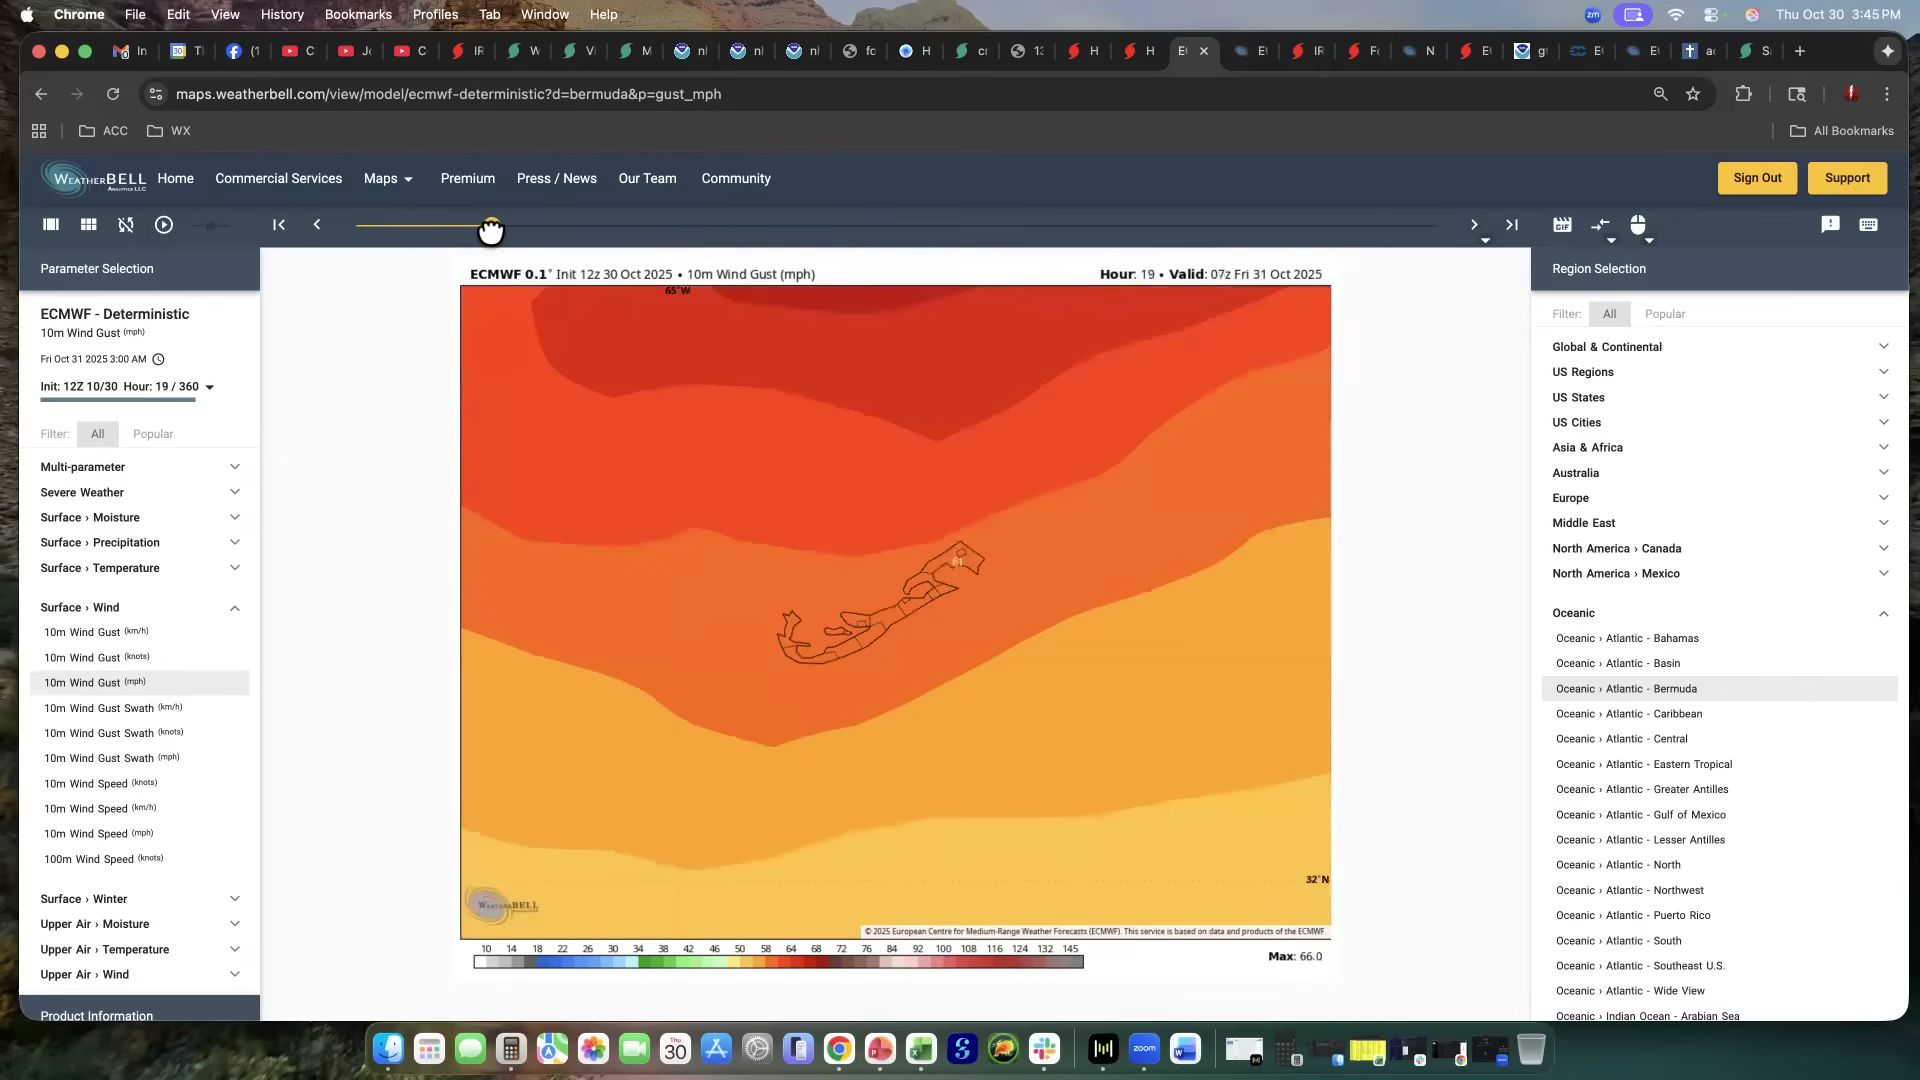 Chrome File Edit View History Bookmarks Profiles Tab Window Help
zm
Thu Oct 30 3:45 PM
maps.weatherbell.com/view/model/ecmwf-deterministic?d=bermuda&p=gust_mph
ACC
WX
All Bookmarks
WEATHERBELL
ANALYTICS LLC
Home
Commercial Services
Maps
Premium
Press / News
Our Team
Community
Sign Out
Support
Parameter Selection
ECMWF - Deterministic
10m Wind Gust (mph)
Fri Oct 31 2025 3:00 AM
Init: 12Z 10/30 Hour: 19 / 360
Filter: All Popular
Multi-parameter
Severe Weather
Surface › Moisture
Surface › Precipitation
Surface › Temperature
Surface › Wind
10m Wind Gust (km/h)
10m Wind Gust (knots)
10m Wind Gust (mph)
10m Wind Gust Swath (km/h)
10m Wind Gust Swath (knots)
10m Wind Gust Swath (mph)
10m Wind Speed (knots)
10m Wind Speed (km/h)
10m Wind Speed (mph)
100m Wind Speed (knots)
Surface › Winter
Upper Air › Moisture
Upper Air › Temperature
Upper Air › Wind
Product Information
ECMWF 0.1° Init 12z 30 Oct 2025 • 10m Wind Gust (mph)
Hour: 19 • Valid: 07z Fri 31 Oct 2025
65°W
32°N
WEATHERBELL
© 2025 European Centre for Medium-Range Weather Forecasts (ECMWF). This service is based on data and products of the ECMWF.
10 14 18 22 26 30 34 38 42 46 50 58 64 68 72 76 84 92 100 108 116 124 132 145
Max: 66.0
Region Selection
Filter: All Popular
Global & Continental
US Regions
US States
US Cities
Asia & Africa
Australia
Europe
Middle East
North America › Canada
North America › Mexico
Oceanic
Oceanic › Atlantic - Bahamas
Oceanic › Atlantic - Basin
Oceanic › Atlantic - Bermuda
Oceanic › Atlantic - Caribbean
Oceanic › Atlantic - Central
Oceanic › Atlantic - Eastern Tropical
Oceanic › Atlantic - Greater Antilles
Oceanic › Atlantic - Gulf of Mexico
Oceanic › Atlantic - Lesser Antilles
Oceanic › Atlantic - North
Oceanic › Atlantic - Northwest
Oceanic › Atlantic - Puerto Rico
Oceanic › Atlantic - South
Oceanic › Atlantic - Southeast U.S.
Oceanic › Atlantic - Wide View
Oceanic › Indian Ocean - Arabian Sea
THU
30
zoom